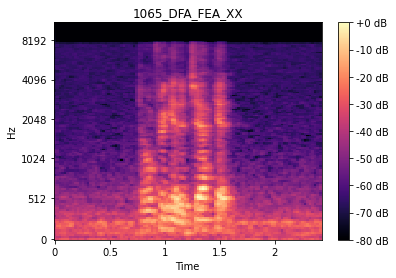 1065_DFA_FEA_XX
8192
4096
2048
1024
512
0
Hz
0
0.5
1
1.5
2
Time
+0 dB
-10 dB
-20 dB
-30 dB
-40 dB
-50 dB
-60 dB
-70 dB
-80 dB